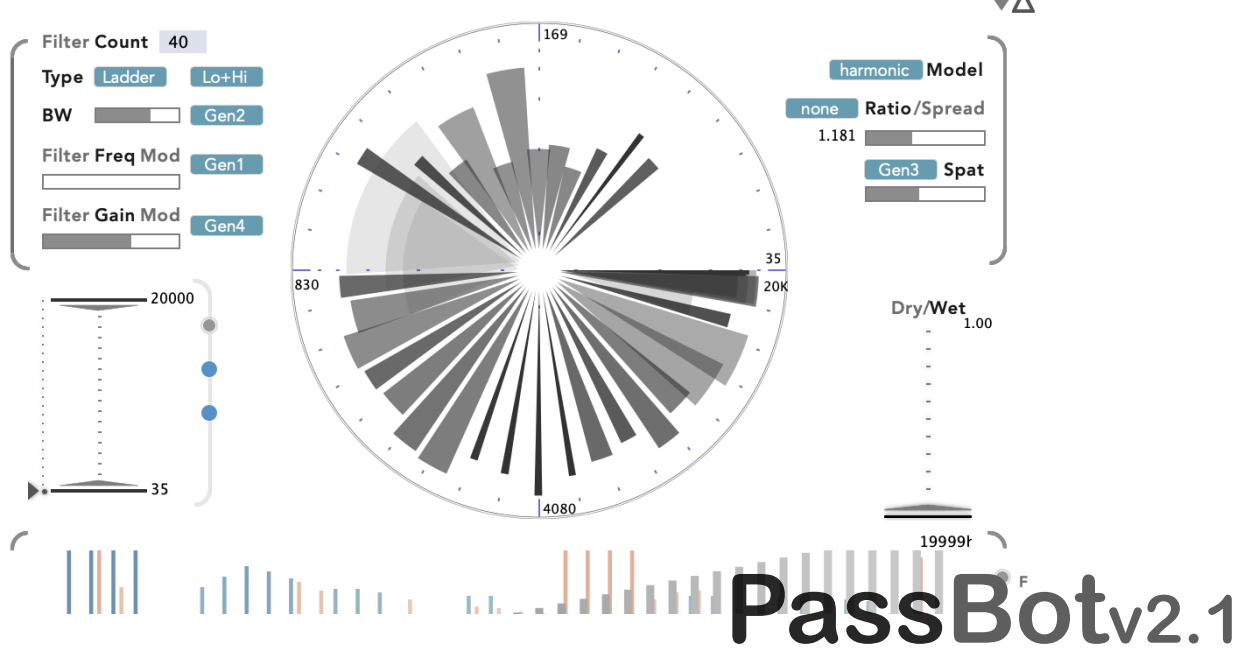 Filter Count 40
Type Ladder Lo+Hi
BW Gen2
Filter Freq Mod
Gen1
Filter Gain Mod
Gen4
20000
35
169
35
20K
830
4080
harmonic Model
none Ratio/Spread
1.181
Gen3 Spat
Dry/Wet
1.00
19999
F
PassBotv2.1